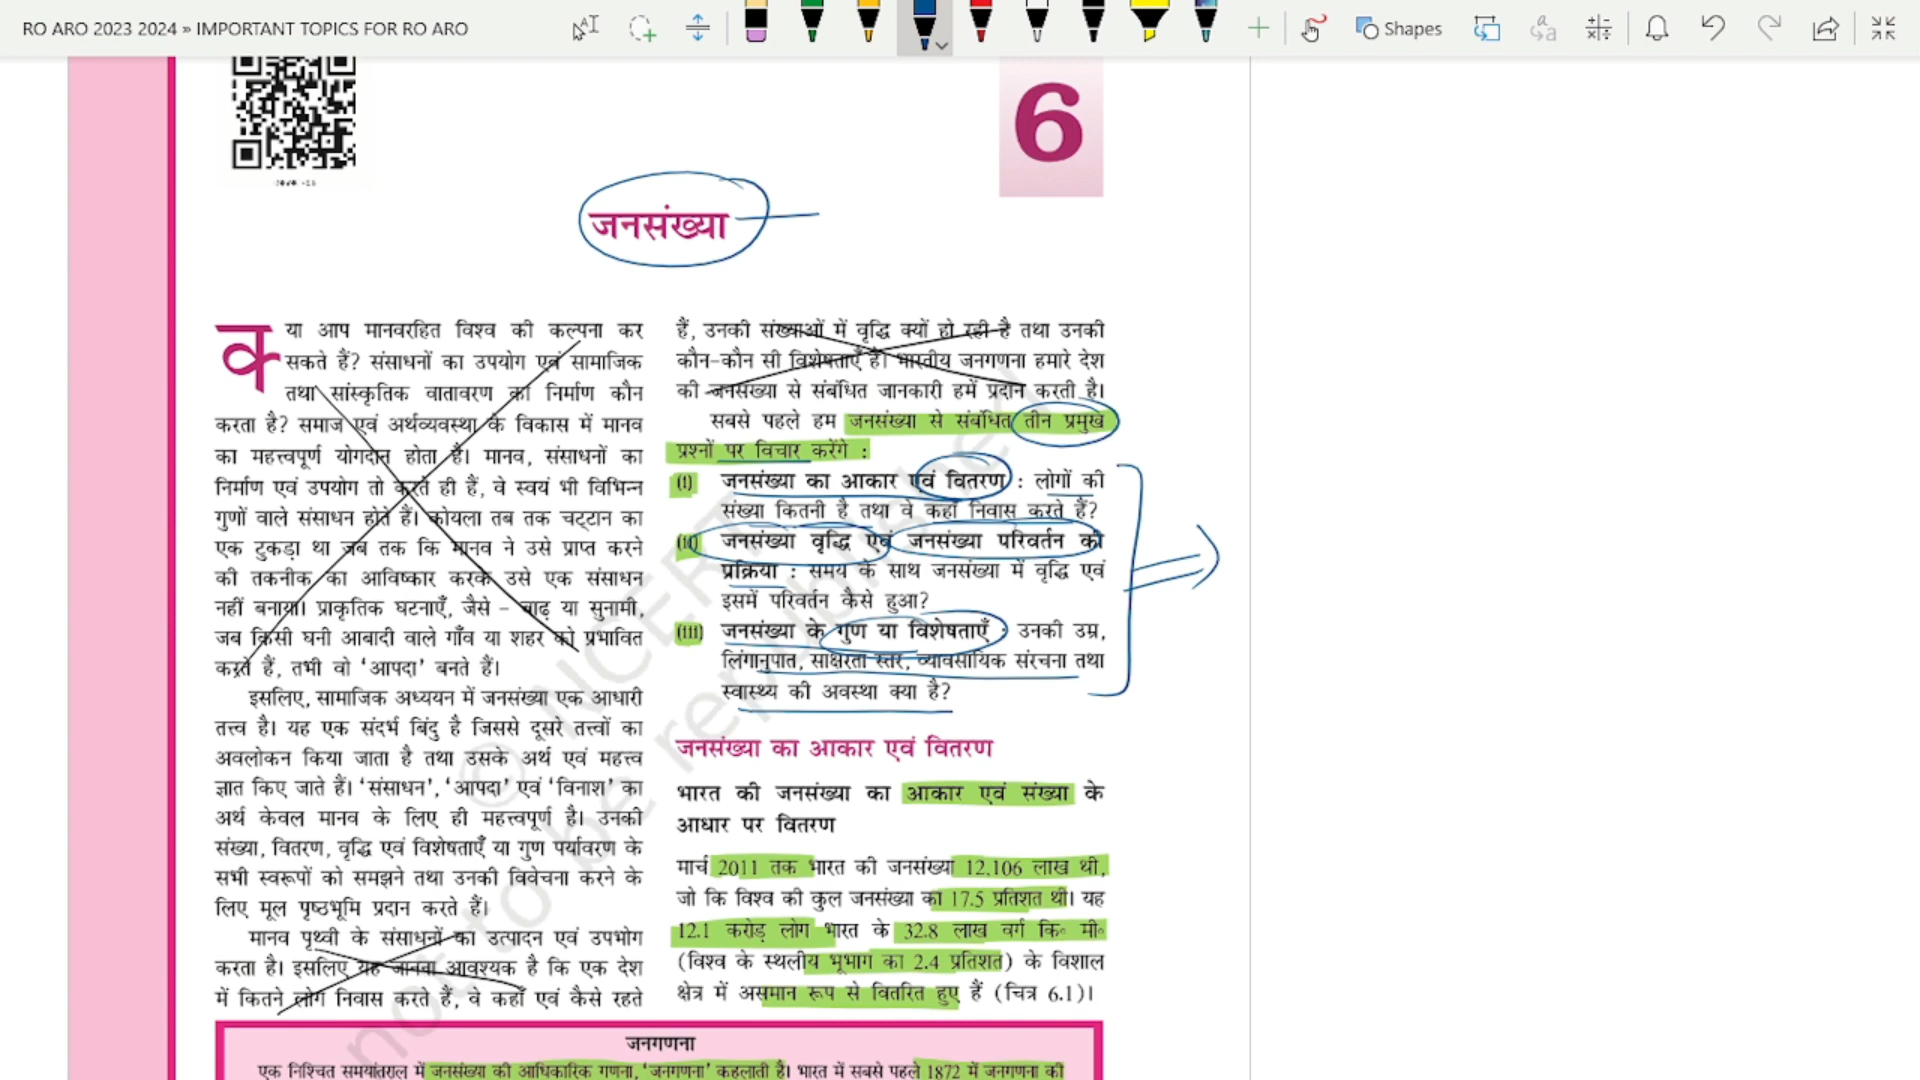 RO ARO 2023 2024 » IMPORTANT TOPICS FOR RO ARO
Shapes
6
जनसंख्या
क्या आप मानवरहित विश्व की कल्पना कर
सकते हैं? संसाधनों का उपयोग एवं सामाजिक
तथा सांस्कृतिक वातावरण का निर्माण कौन
करता है? समाज एवं अर्थव्यवस्था के विकास में मानव
का महत्त्वपूर्ण योगदान होता है। मानव, संसाधनों का
निर्माण एवं उपयोग तो करते ही हैं, वे स्वयं भी विभिन्न
गुणों वाले संसाधन होते हैं। कोयला तब तक चट्टान का
एक टुकड़ा था जब तक कि मानव ने उसे प्राप्त करने
की तकनीक का आविष्कार करके उसे एक संसाधन
नहीं बनाया। प्राकृतिक घटनाएँ, जैसे – बाढ़ या सुनामी,
जब किसी घनी आबादी वाले गाँव या शहर को प्रभावित
करते हैं, तभी वो ‘आपदा’ बनते हैं।
इसलिए, सामाजिक अध्ययन में जनसंख्या एक आधारी
तत्त्व है। यह एक संदर्भ बिंदु है जिससे दूसरे तत्त्वों का
अवलोकन किया जाता है तथा उसके अर्थ एवं महत्त्व
ज्ञात किए जाते हैं। ‘संसाधन’, ‘आपदा’ एवं ‘विनाश’ का
अर्थ केवल मानव के लिए ही महत्त्वपूर्ण है। उनकी
संख्या, वितरण, वृद्धि एवं विशेषताएँ या गुण पर्यावरण के
सभी स्वरूपों को समझने तथा उनकी विवेचना करने के
लिए मूल पृष्ठभूमि प्रदान करते हैं।
मानव पृथ्वी के संसाधनों का उत्पादन एवं उपभोग
करता है। इसलिए यह जानना आवश्यक है कि एक देश
में कितने लोग निवास करते हैं, वे कहाँ एवं कैसे रहते
हैं, उनकी संख्याओं में वृद्धि क्यों हो रही है तथा उनकी
कौन-कौन सी विशेषताएँ हैं। भारतीय जनगणना हमारे देश
की जनसंख्या से संबंधित जानकारी हमें प्रदान करती है।
सबसे पहले हम जनसंख्या से संबंधित तीन प्रमुख
प्रश्नों पर विचार करेंगे :
(i) जनसंख्या का आकार एवं वितरण : लोगों की
संख्या कितनी है तथा वे कहाँ निवास करते हैं?
(ii) जनसंख्या वृद्धि एवं जनसंख्या परिवर्तन की
प्रक्रिया : समय के साथ जनसंख्या में वृद्धि एवं
इसमें परिवर्तन कैसे हुआ?
(iii) जनसंख्या के गुण या विशेषताएँ : उनकी उम्र,
लिंगानुपात, साक्षरता स्तर, व्यावसायिक संरचना तथा
स्वास्थ्य की अवस्था क्या है?
जनसंख्या का आकार एवं वितरण
भारत की जनसंख्या का आकार एवं संख्या के
आधार पर वितरण
मार्च 2011 तक भारत की जनसंख्या 12,106 लाख थी,
जो कि विश्व की कुल जनसंख्या का 17.5 प्रतिशत थी। यह
12.1 करोड़ लोग भारत के 32.8 लाख वर्ग कि॰ मी॰
(विश्व के स्थलीय भूभाग का 2.4 प्रतिशत) के विशाल
क्षेत्र में असमान रूप से वितरित हुए हैं (चित्र 6.1)।
जनगणना
एक निश्चित समयांतराल में जनसंख्या की आधिकारिक गणना, ‘जनगणना’ कहलाती है। भारत में सबसे पहले 1872 में जनगणना की
© NCERT
not to be republished